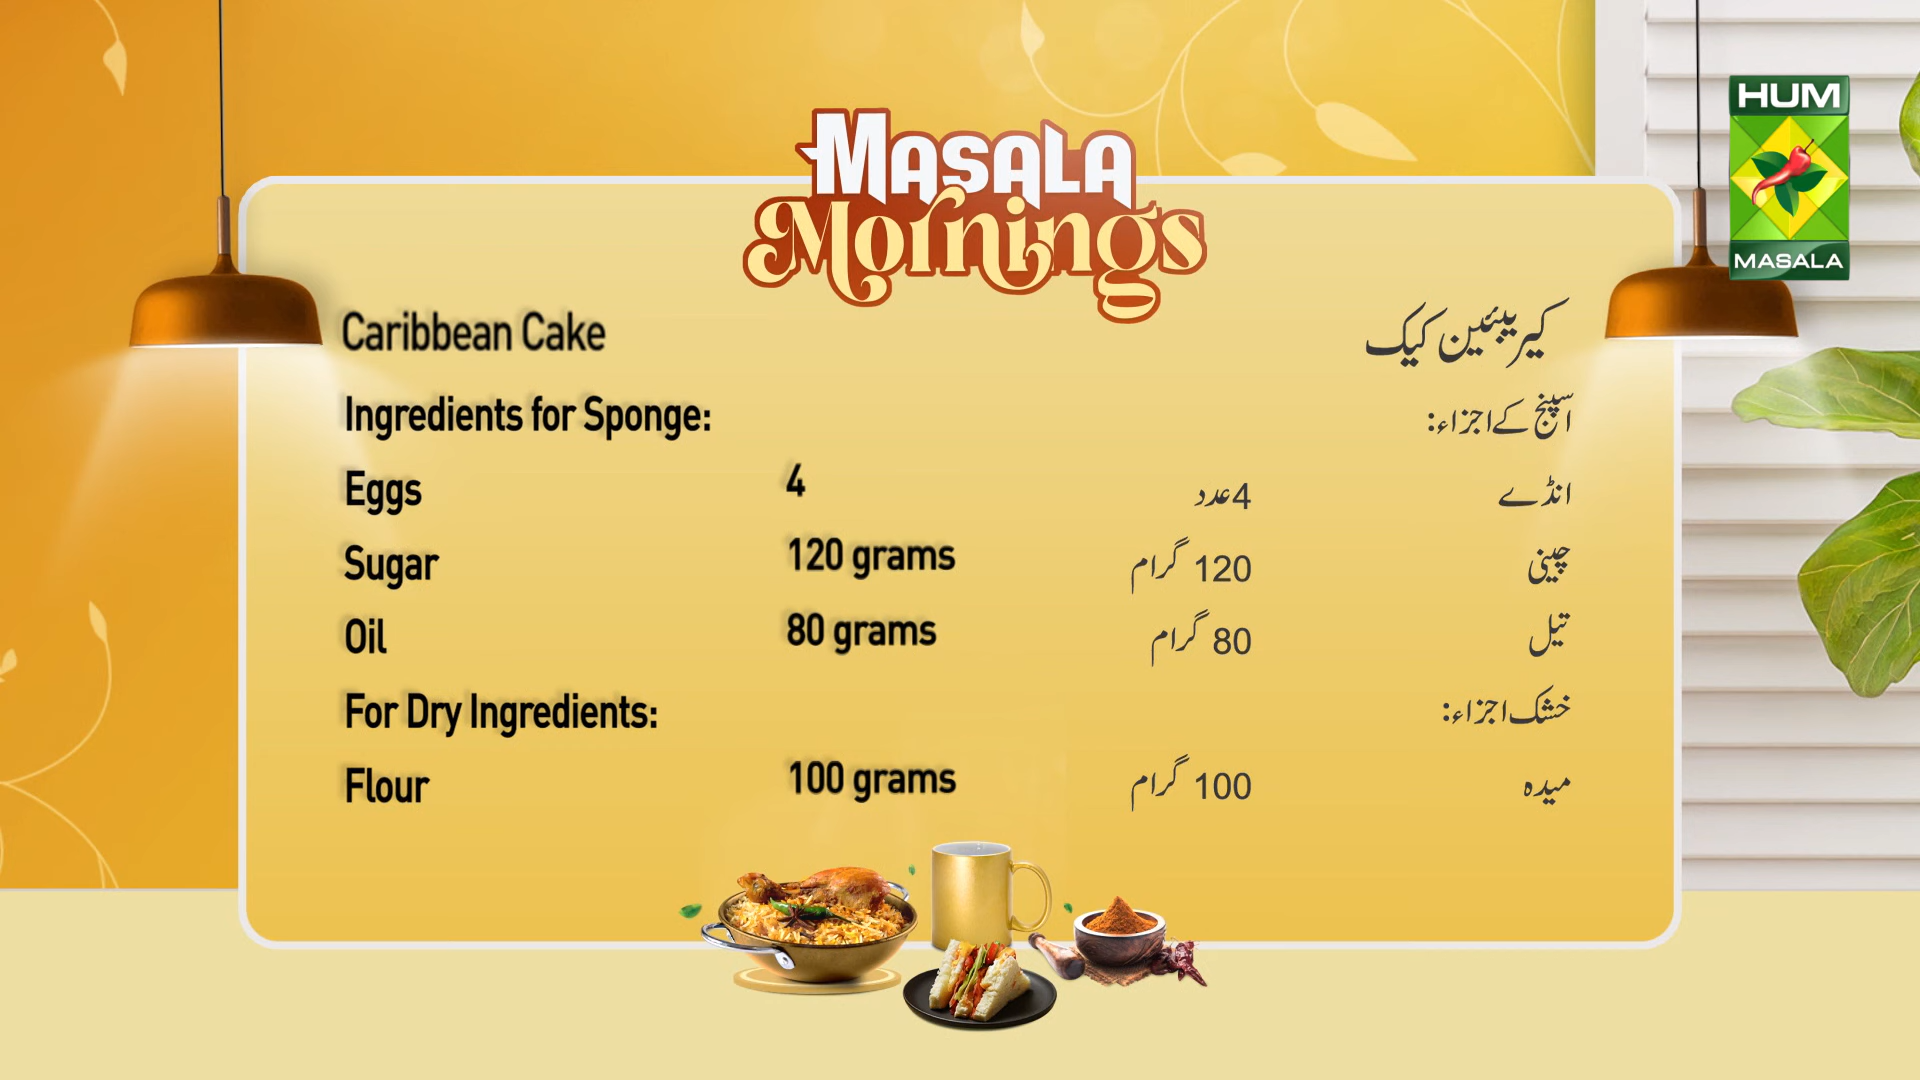 MASALA
Mornings
HUM
MASALA
Caribbean Cake کیریبئین کیک
Ingredients for Sponge: اسپنج کے اجزاء:
Eggs 4 4 عدد انڈے
Sugar 120 grams 120 گرام چینی
Oil 80 grams 80 گرام تیل
For Dry Ingredients: خشک اجزاء:
Flour 100 grams 100 گرام میدہ